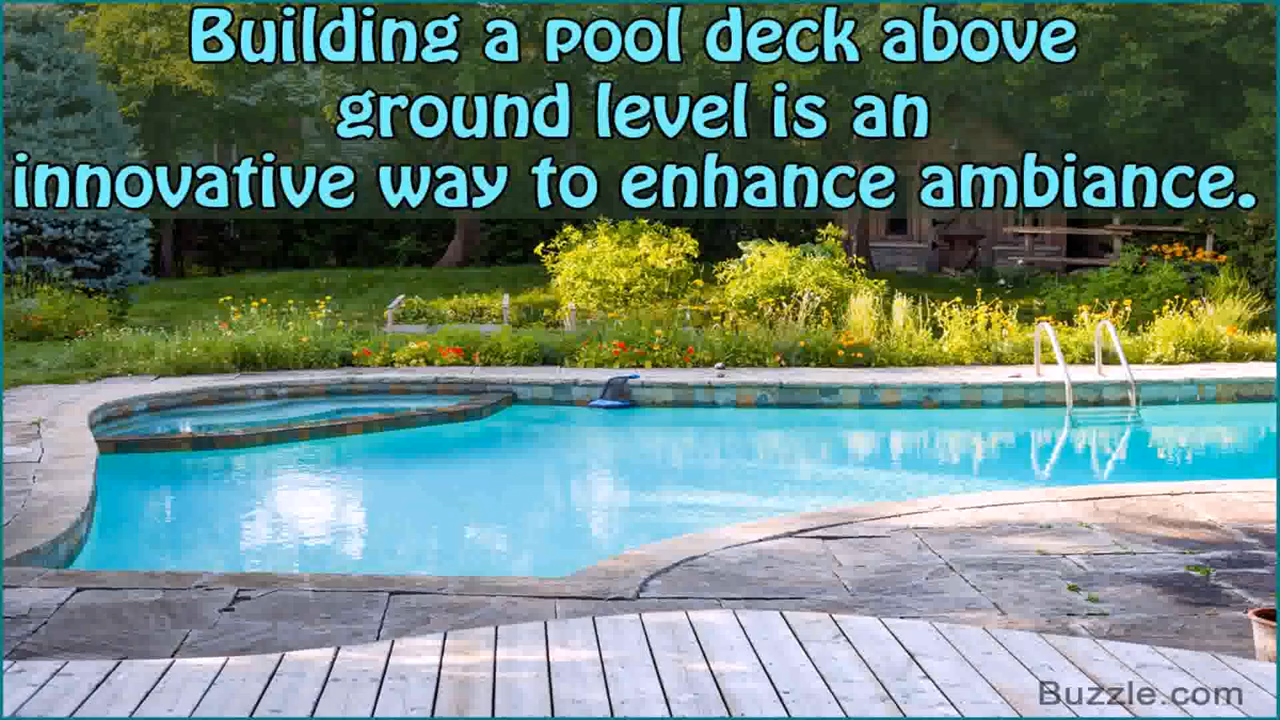 Building a pool deck above
ground level is an
innovative way to enhance ambiance.
Buzzle.com